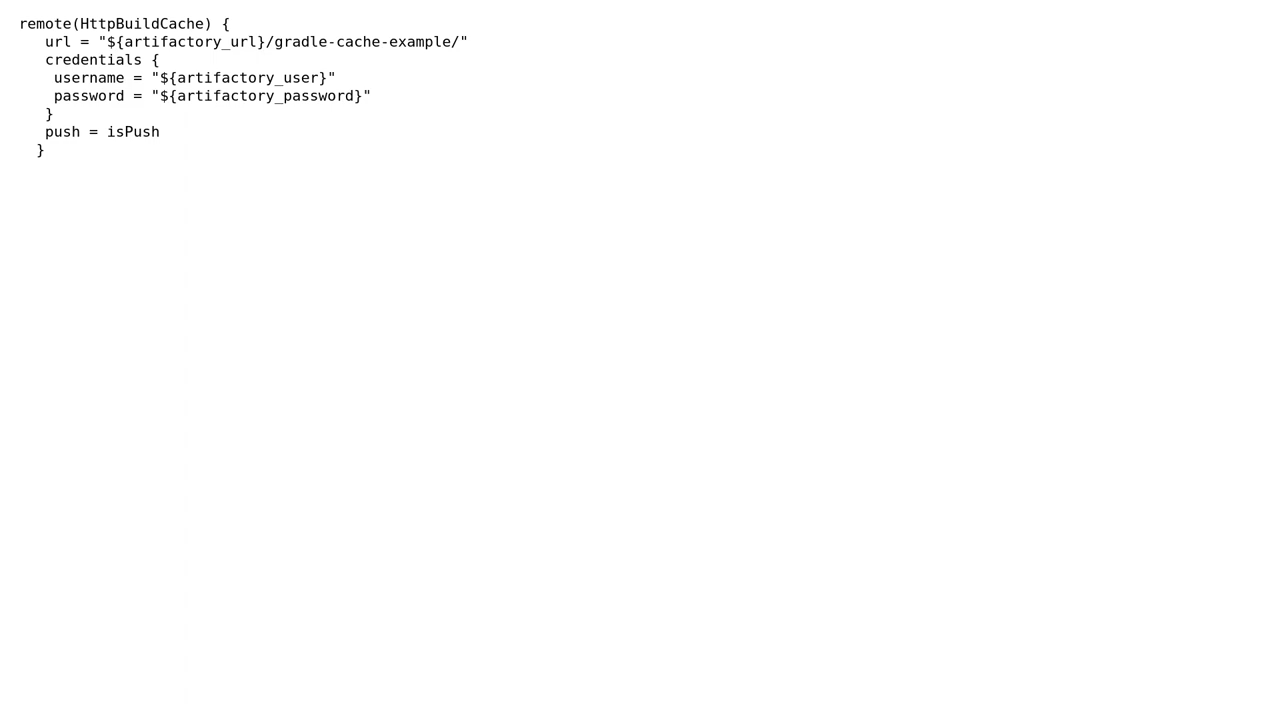 remote(HttpBuildCache) {
   url = "${artifactory_url}/gradle-cache-example/"
   credentials {
    username = "${artifactory_user}"
    password = "${artifactory_password}"
   }
   push = isPush
  }